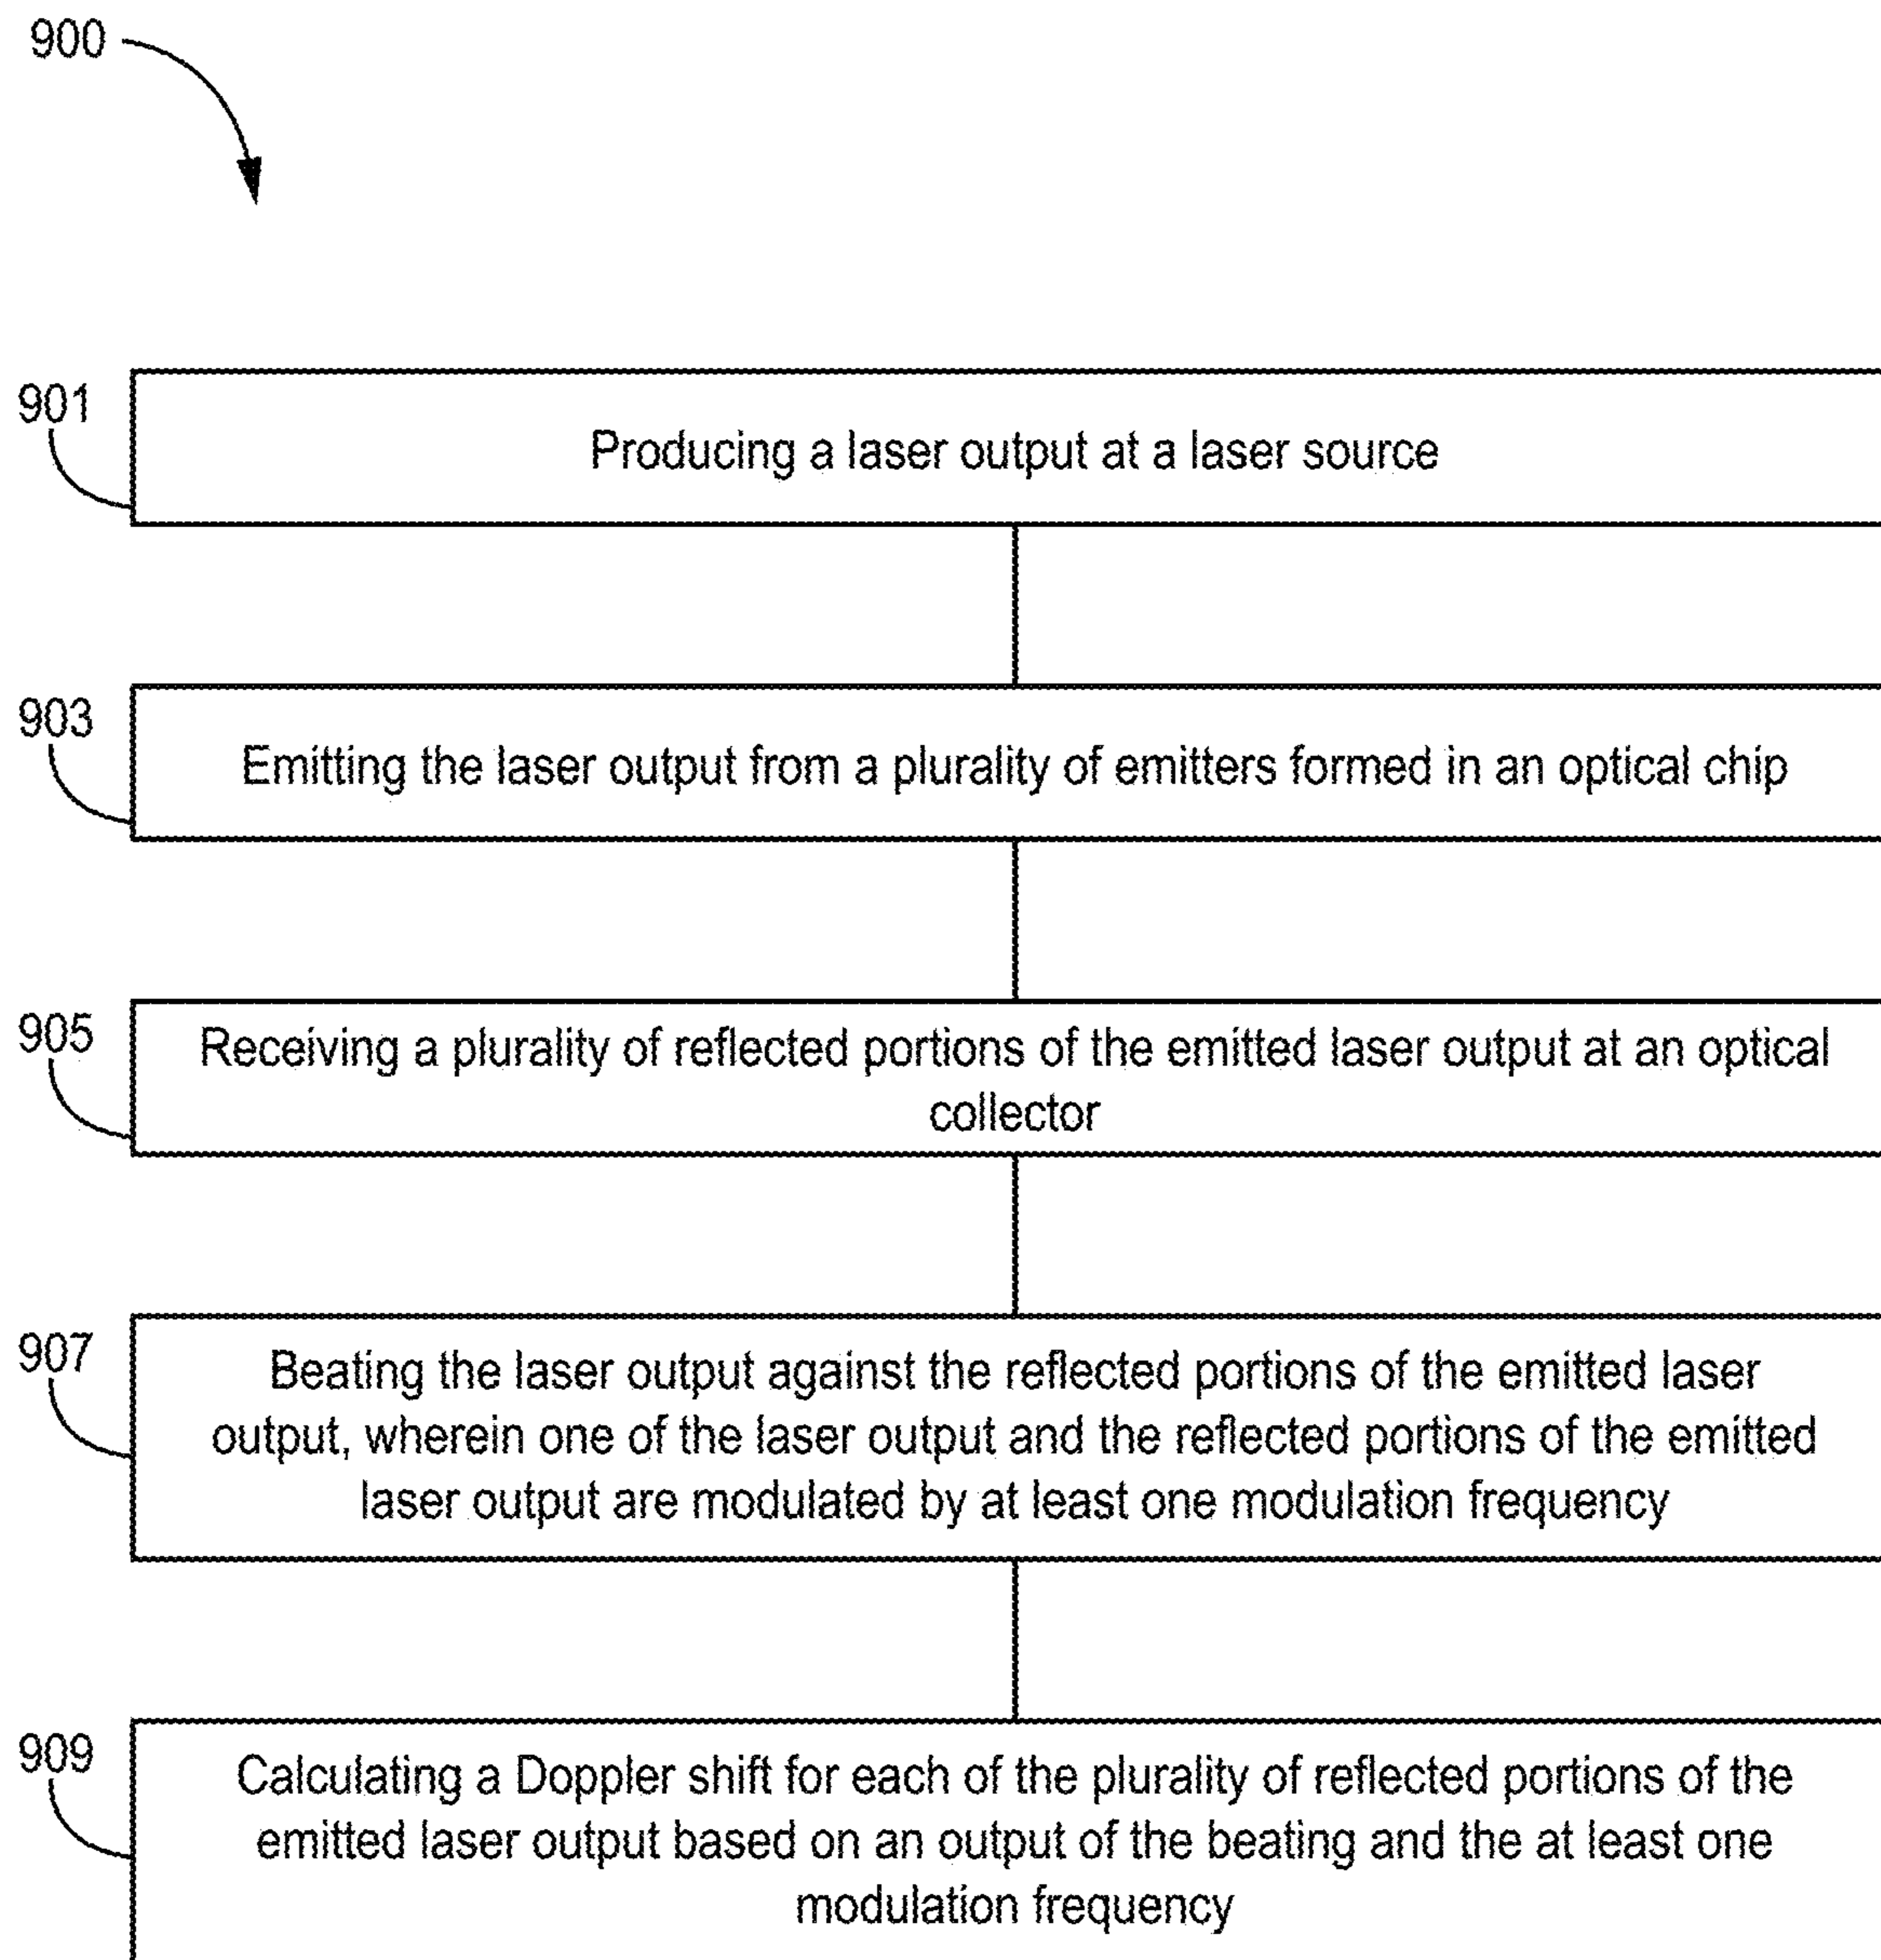 900
901
Producing a laser output at a laser source
903
Emitting the laser output from a plurality of emitters formed in an optical chip
905
Receiving a plurality of reflected portions of the emitted laser output at an optical
collector
907
Beating the laser output against the reflected portions of the emitted laser
output, wherein one of the laser output and the reflected portions of the emitted
laser output are modulated by at least one modulation frequency
909
Calculating a Doppler shift for each of the plurality of reflected portions of the
emitted laser output based on an output of the beating and the at least one
modulation frequency